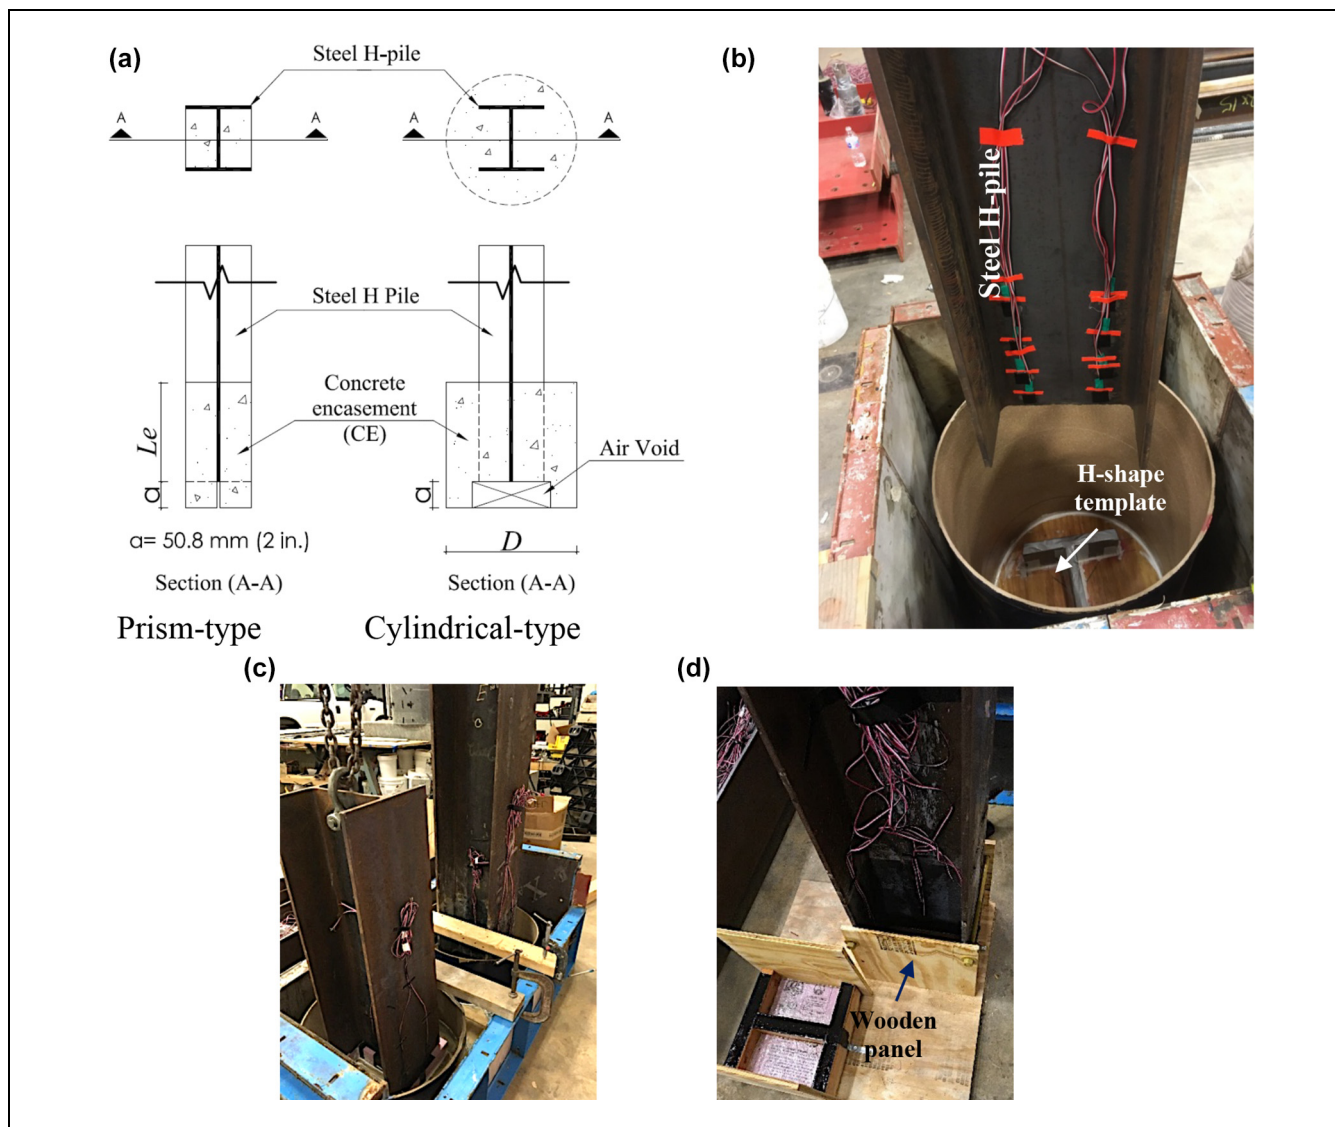 (a)
Steel H-pile
A
A
A
A
Steel H Pile
Concrete
encasement
(CE)
Air Void
Le
a
a
a= 50.8 mm (2 in.)
D
Section (A-A)
Section (A-A)
Prism-type
Cylindrical-type
(b)
Steel H-pile
H-shape
template
(c)
X
(d)
Wooden
panel